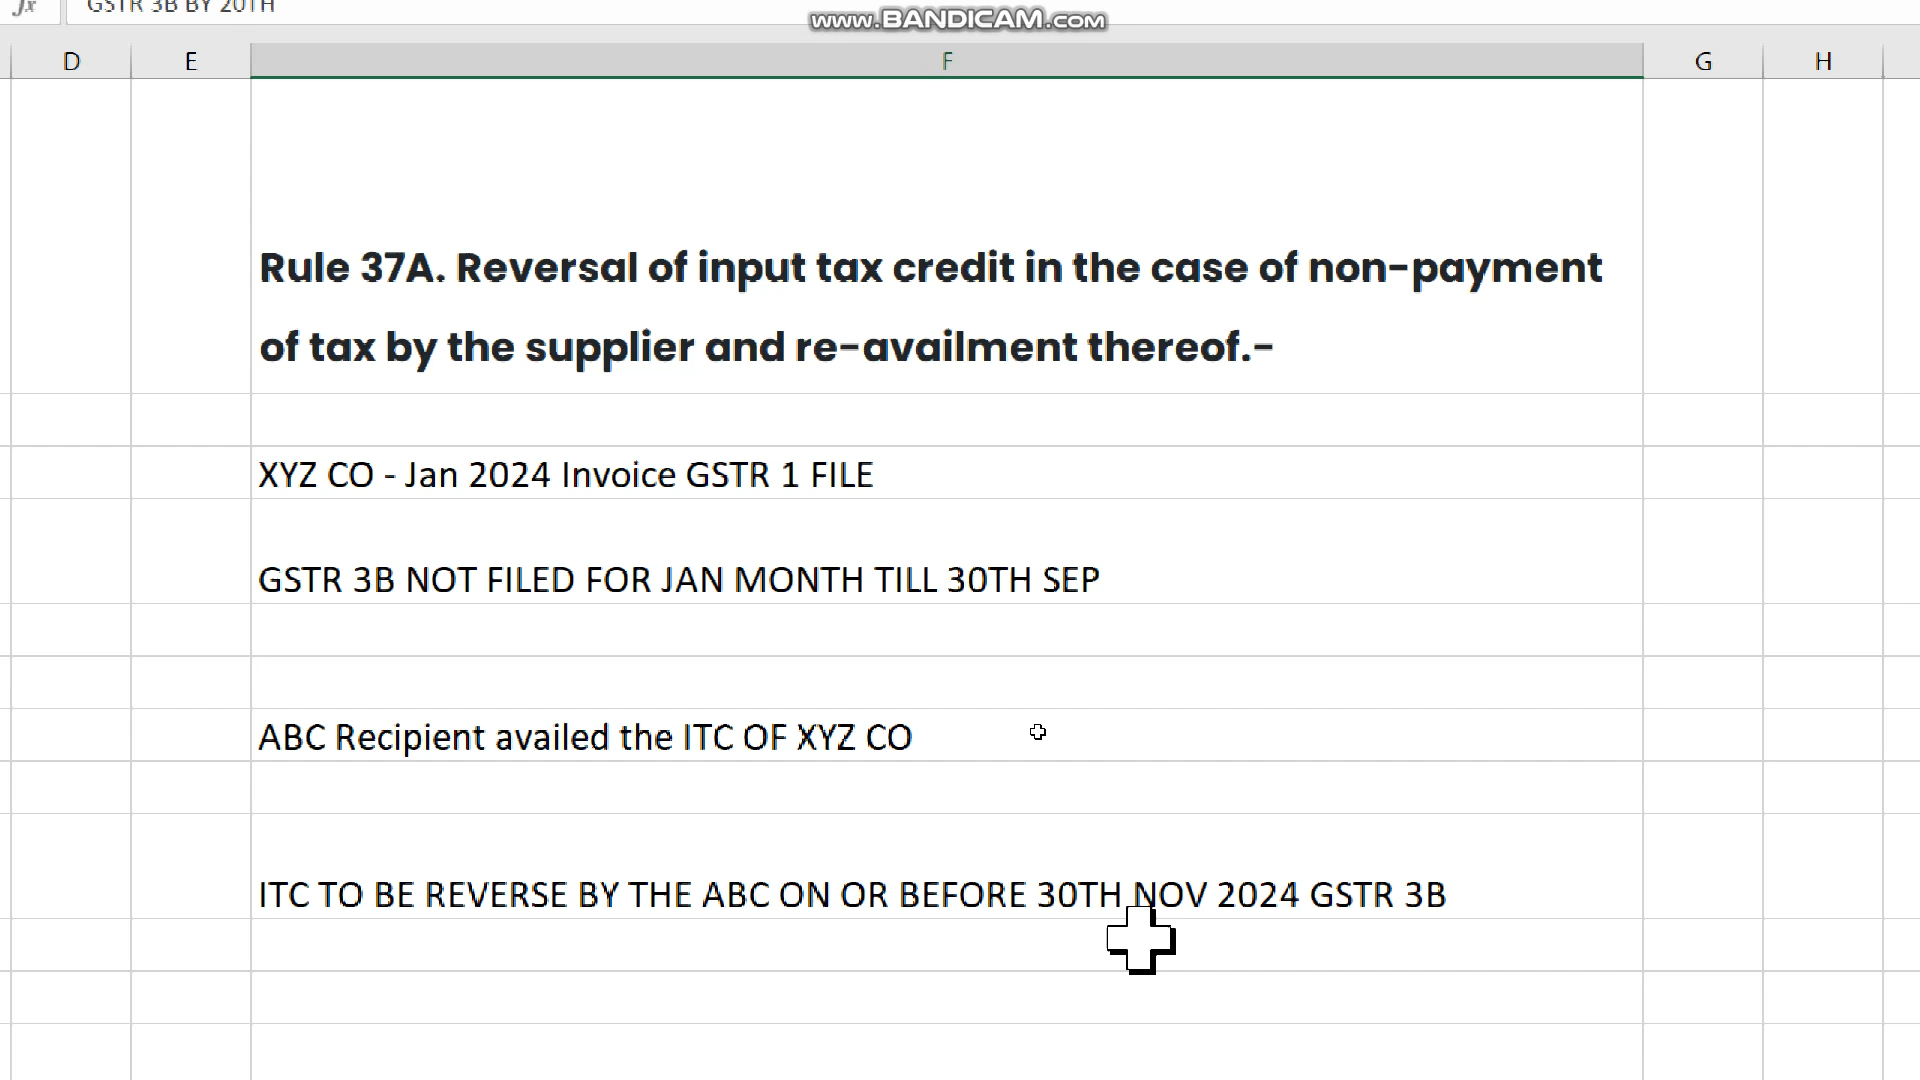 fx GSTR 3B BY 20TH
www.BANDICAM.com
D E F G H
Rule 37A. Reversal of input tax credit in the case of non-payment
of tax by the supplier and re-availment thereof.-
XYZ CO - Jan 2024 Invoice GSTR 1 FILE
GSTR 3B NOT FILED FOR JAN MONTH TILL 30TH SEP
ABC Recipient availed the ITC OF XYZ CO
ITC TO BE REVERSE BY THE ABC ON OR BEFORE 30TH NOV 2024 GSTR 3B